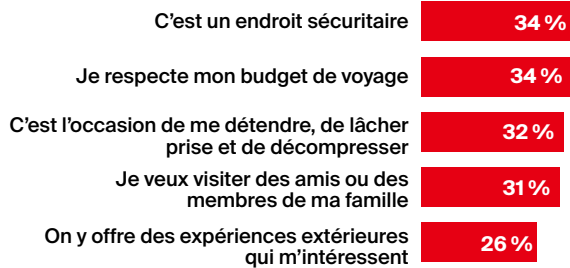 C'est un endroit sécuritaire
34 %
Je respecte mon budget de voyage
34 %
C'est l'occasion de me détendre, de lâcher
prise et de décompresser
32 %
Je veux visiter des amis ou des
membres de ma famille
31 %
On y offre des expériences extérieures
qui m'intéressent
26 %